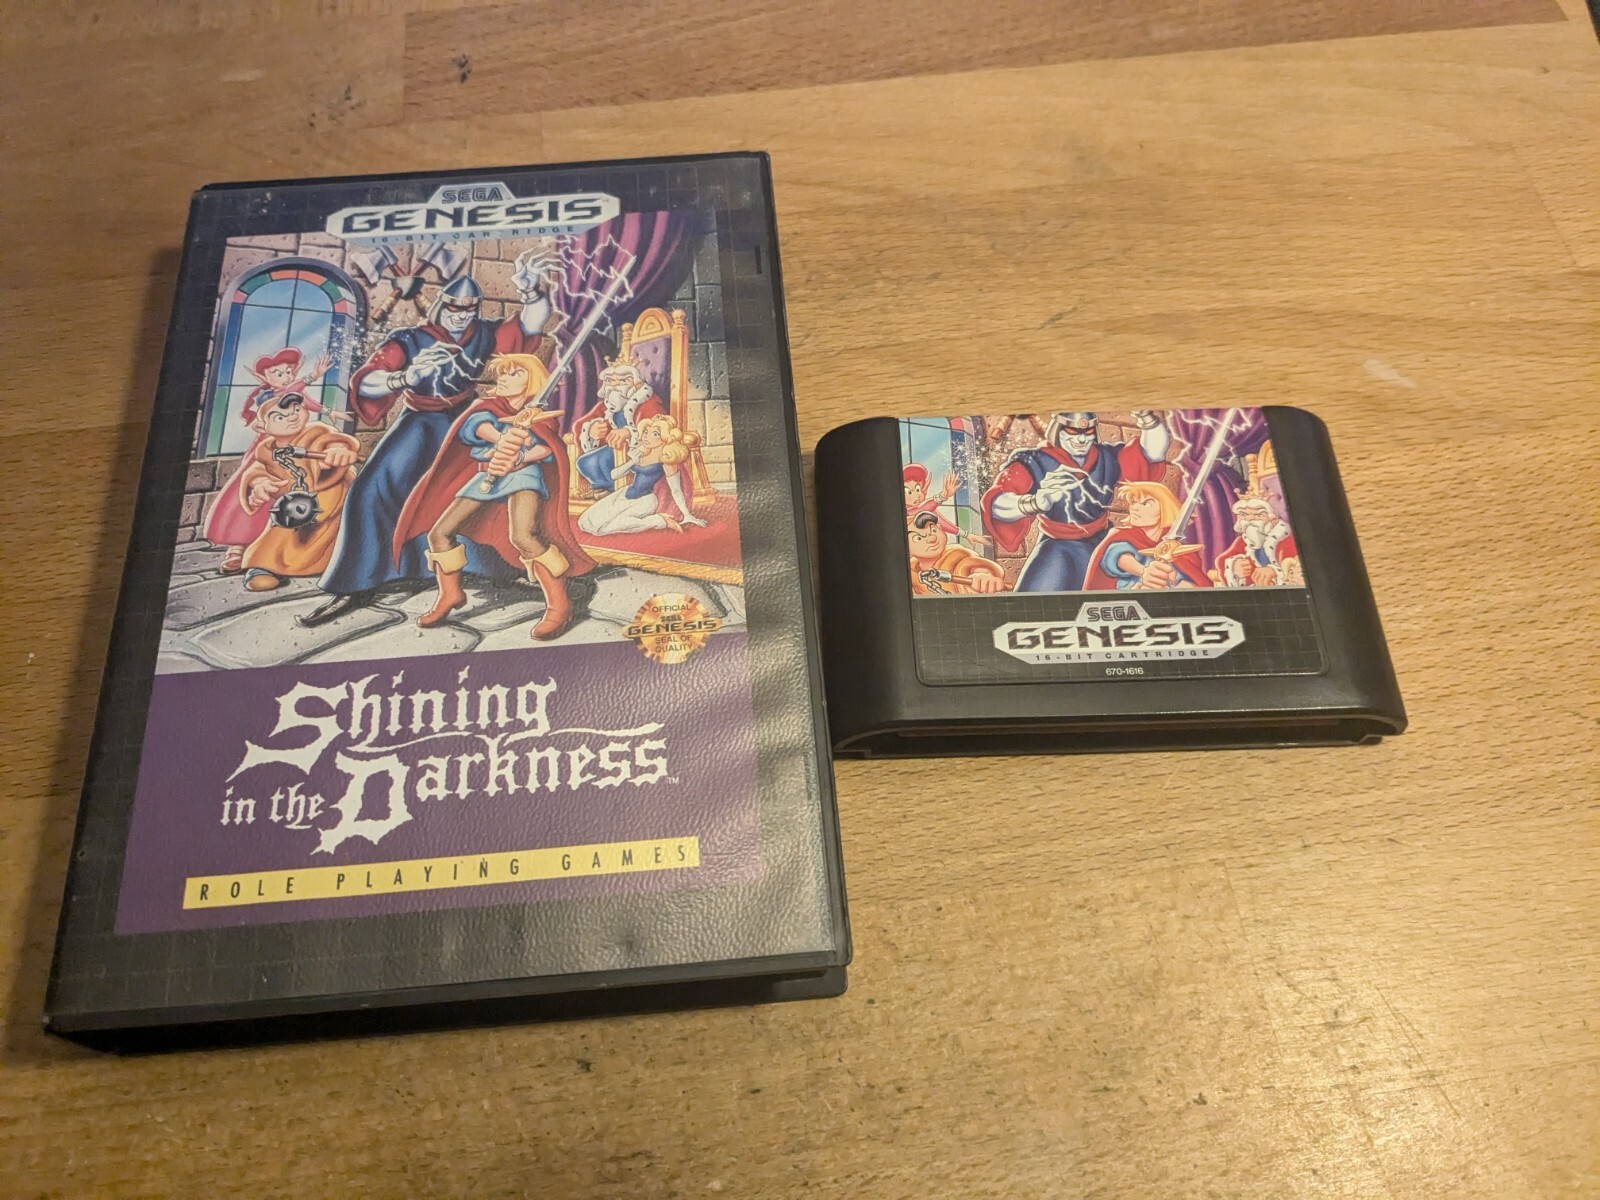 SEGA
GENESIS
16-BIT CARTRIDGE
OFFICIAL
SEGA
GENESIS
SEAL OF
QUALITY
Shining
in the Darkness™
ROLE PLAYING GAMES
SEGA
GENESIS
16-BIT CARTRIDGE
670-1616